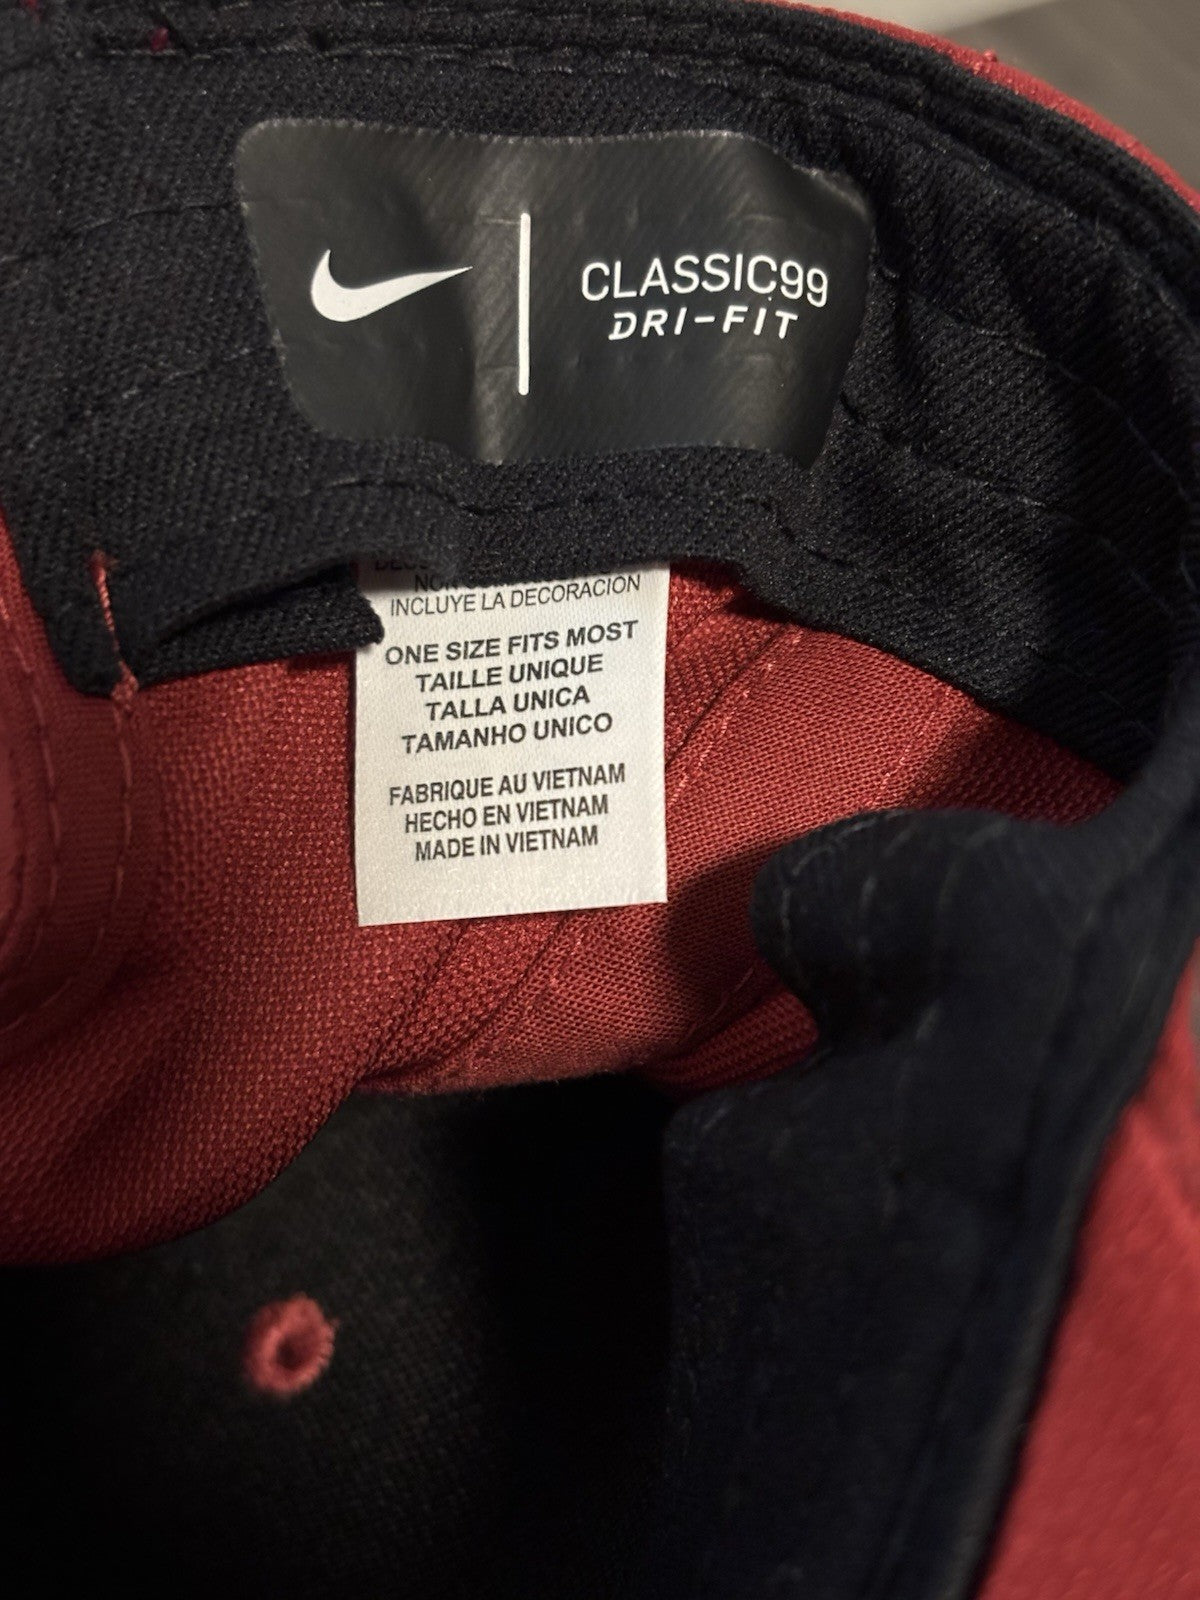 CLASSIC99
DRI-FIT
INCLUYE LA DECORACION
ONE SIZE FITS MOST
TAILLE UNIQUE
TALLA UNICA
TAMANHO UNICO
FABRIQUE AU VIETNAM
HECHO EN VIETNAM
MADE IN VIETNAM